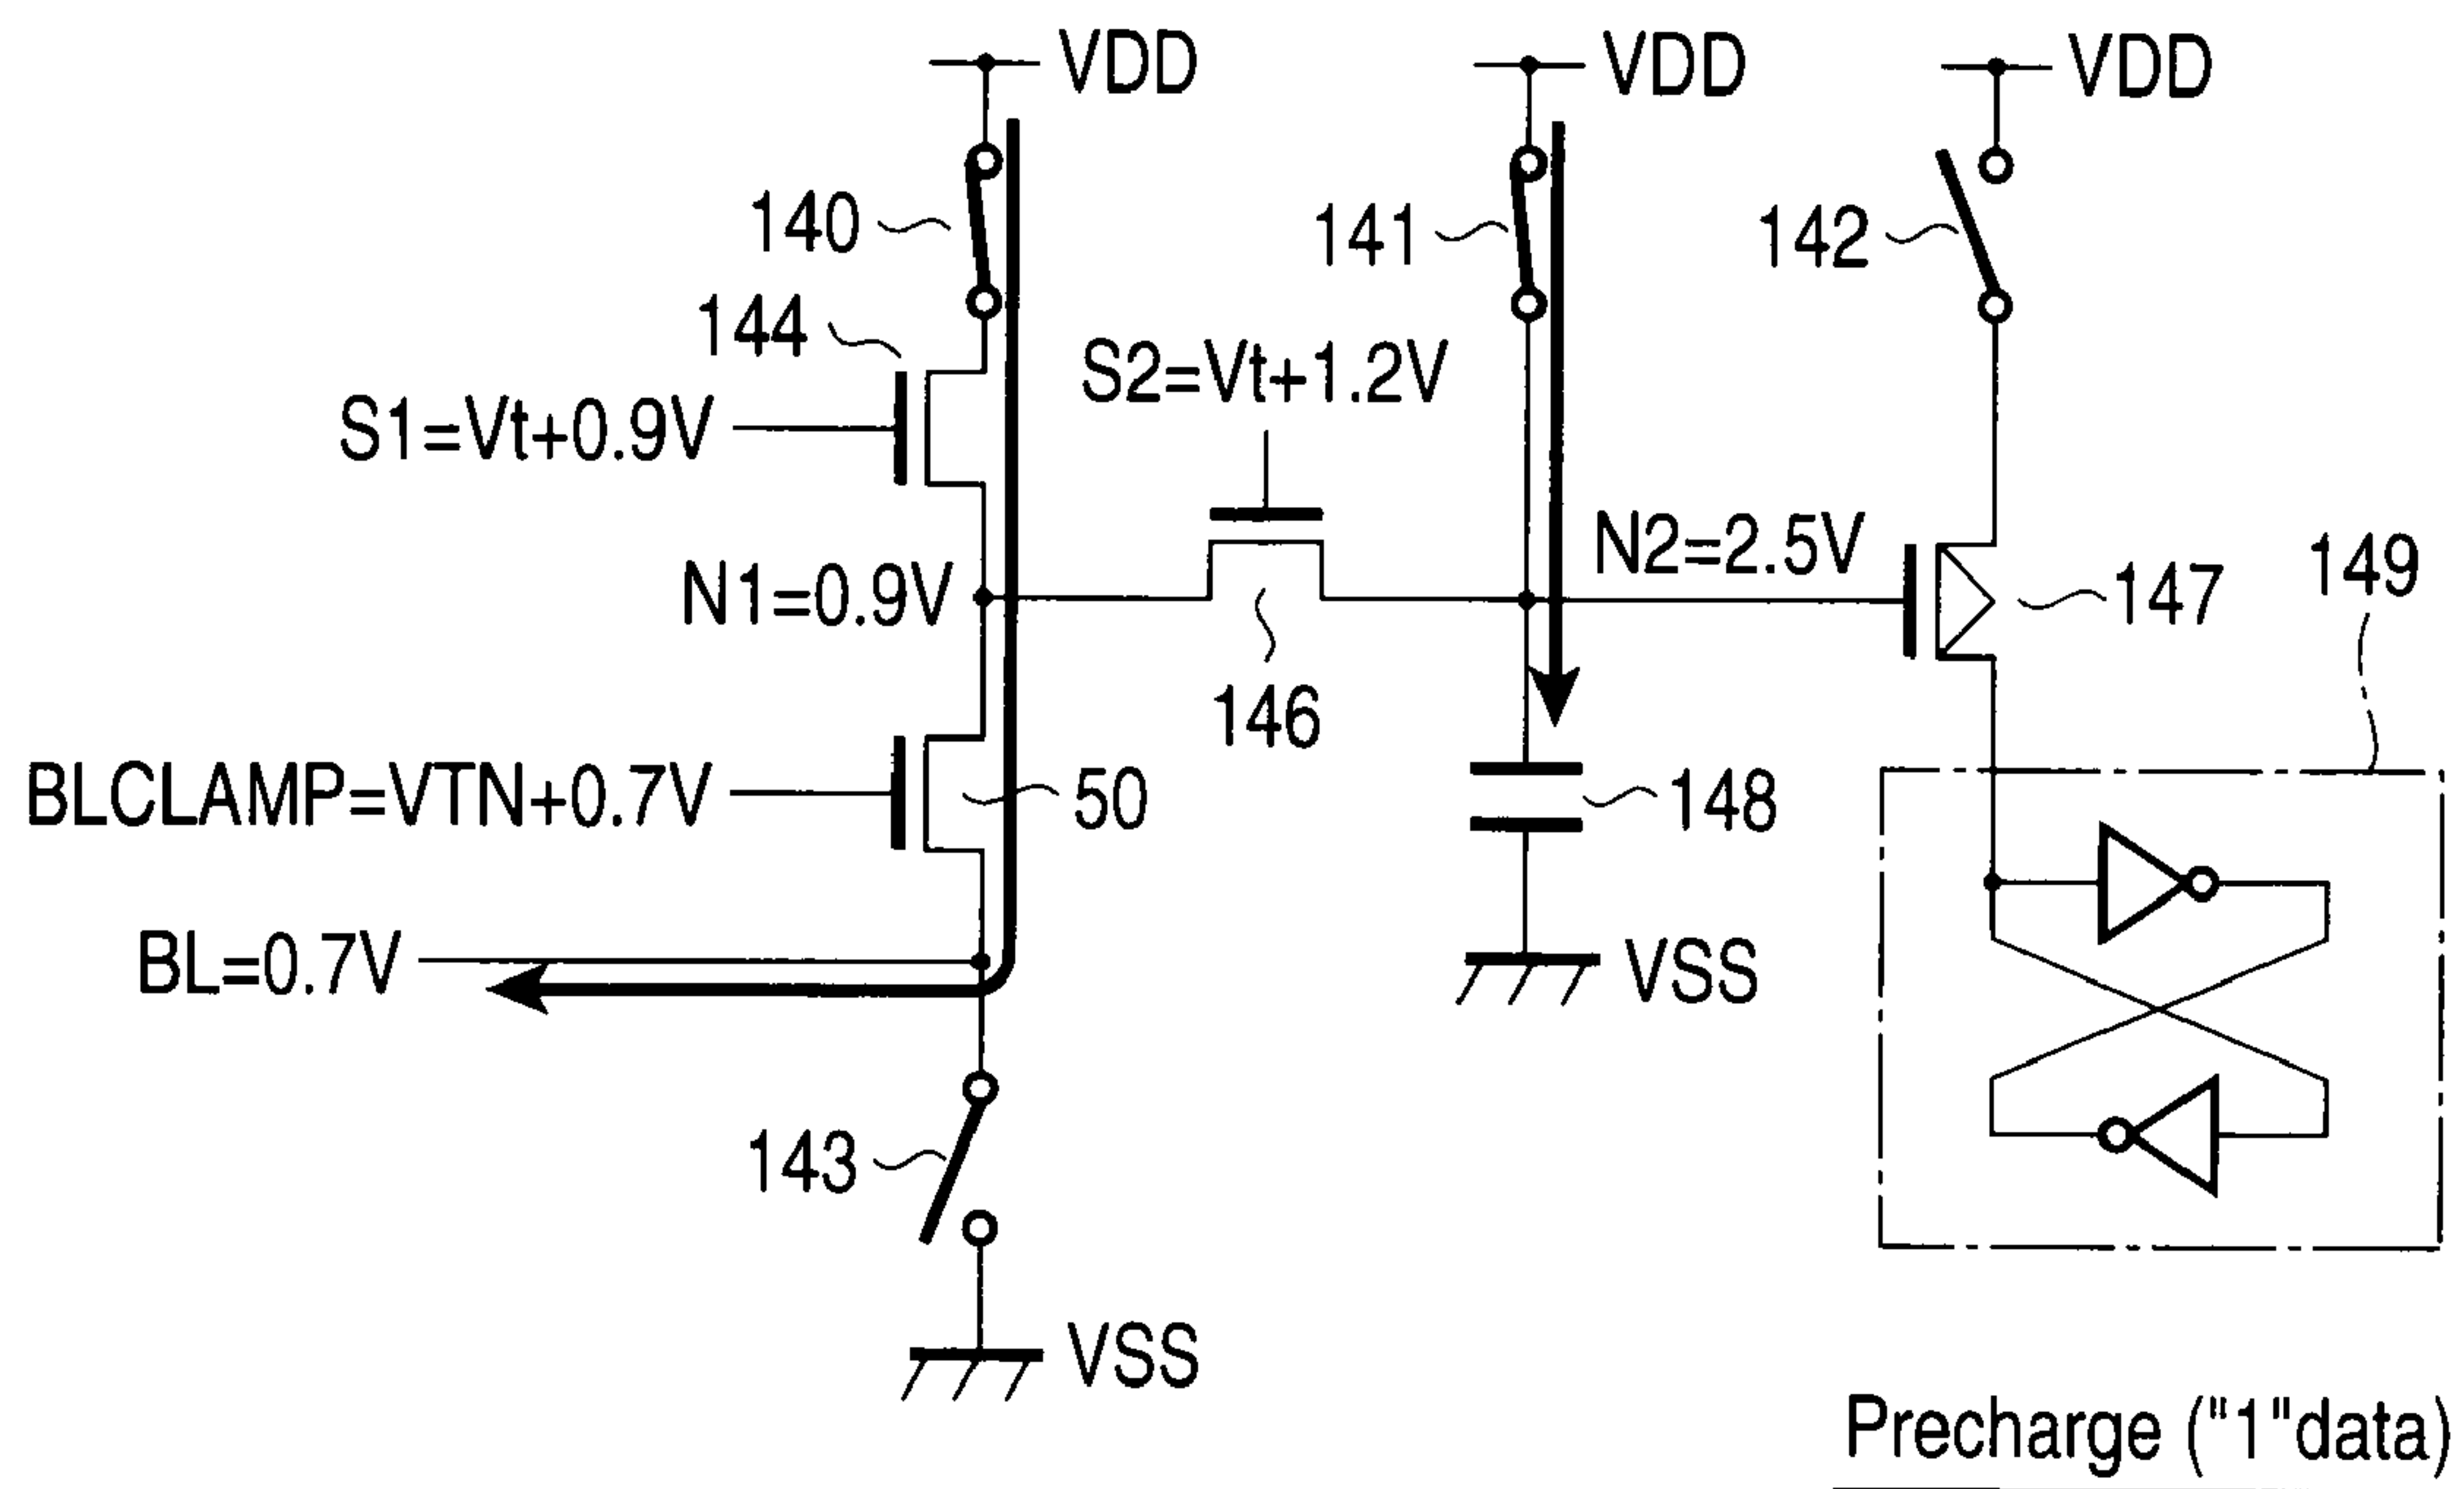 VDD
VDD
VDD
140
141
142
144
S2=Vt+1.2V
S1=Vt+0.9V
N2=2.5V
149
N1=0.9V
147
146
BLCLAMP=VTN+0.7V
50
148
BL=0.7V
VSS
143
VSS
Precharge ("1"data)